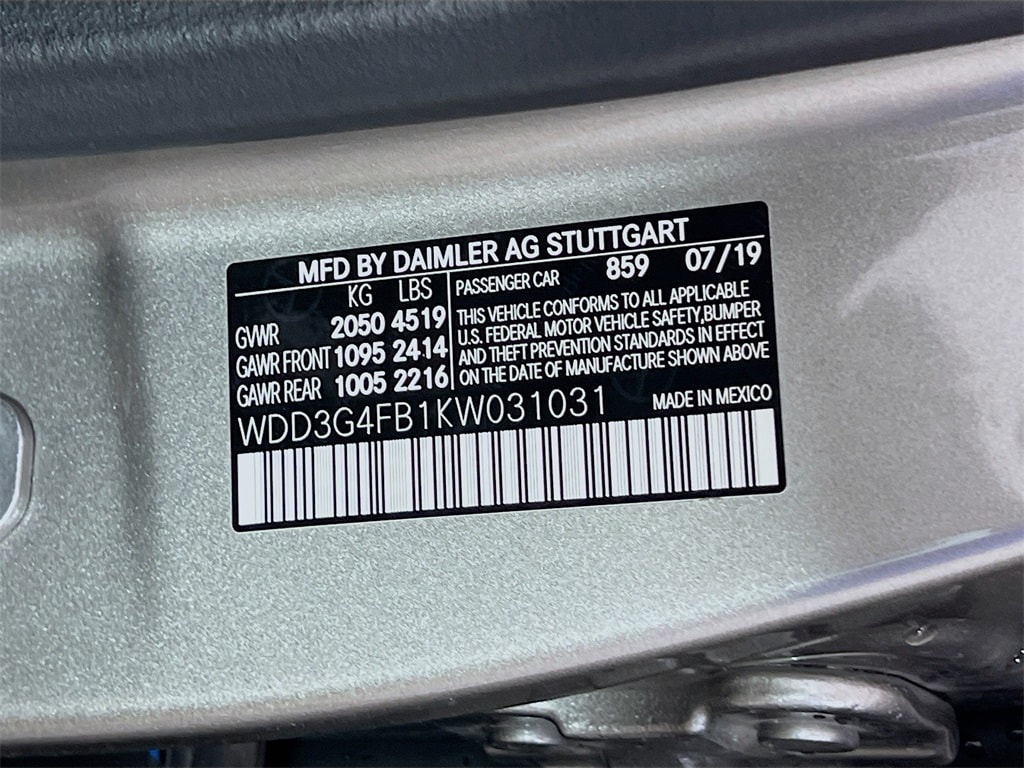 MFD BY DAIMLER AG STUTTGART
KG LBS
GVWR 2050 4519
GAWR FRONT 1095 2414
GAWR REAR 1005 2216
PASSENGER CAR 859 07/19
THIS VEHICLE CONFORMS TO ALL APPLICABLE
U.S. FEDERAL MOTOR VEHICLE SAFETY,BUMPER
AND THEFT PREVENTION STANDARDS IN EFFECT
ON THE DATE OF MANUFACTURE SHOWN ABOVE
WDD3G4FB1KW031031
MADE IN MEXICO